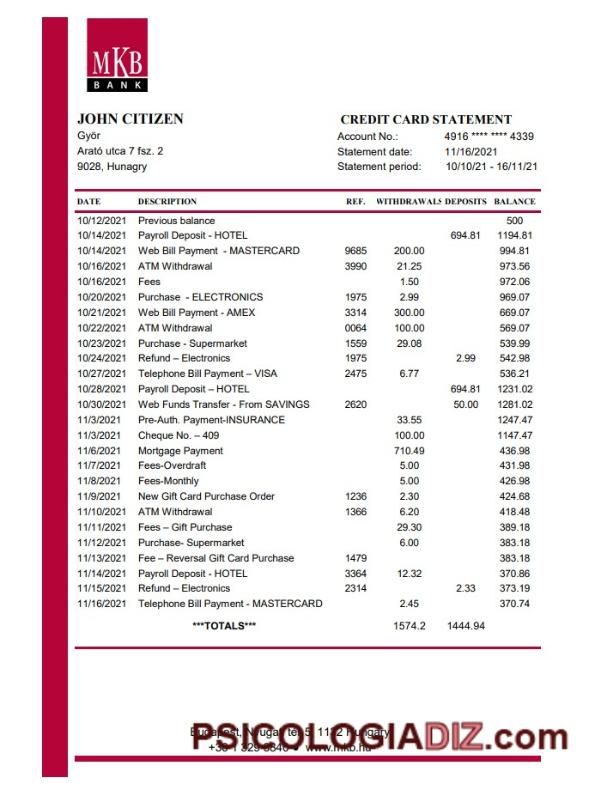 MKB
BANK
JOHN CITIZEN
Győr
Arató utca 7 fsz. 2
9028, Hunagry
CREDIT CARD STATEMENT
Account No.: 4916 **** **** 4339
Statement date: 11/16/2021
Statement period: 10/10/21 - 16/11/21
DATE DESCRIPTION REF. WITHDRAWALS DEPOSITS BALANCE
10/12/2021 Previous balance 500
10/14/2021 Payroll Deposit - HOTEL 694.81 1194.81
10/14/2021 Web Bill Payment - MASTERCARD 9685 200.00 994.81
10/16/2021 ATM Withdrawal 3990 21.25 973.56
10/16/2021 Fees 1.50 972.06
10/20/2021 Purchase - ELECTRONICS 1975 2.99 969.07
10/21/2021 Web Bill Payment - AMEX 3314 300.00 669.07
10/22/2021 ATM Withdrawal 0064 100.00 569.07
10/23/2021 Purchase - Supermarket 1559 29.08 539.99
10/24/2021 Refund – Electronics 1975 2.99 542.98
10/27/2021 Telephone Bill Payment – VISA 2475 6.77 536.21
10/28/2021 Payroll Deposit – HOTEL 694.81 1231.02
10/30/2021 Web Funds Transfer - From SAVINGS 2620 50.00 1281.02
11/3/2021 Pre-Auth. Payment-INSURANCE 33.55 1247.47
11/3/2021 Cheque No. – 409 100.00 1147.47
11/6/2021 Mortgage Payment 710.49 436.98
11/7/2021 Fees-Overdraft 5.00 431.98
11/8/2021 Fees-Monthly 5.00 426.98
11/9/2021 New Gift Card Purchase Order 1236 2.30 424.68
11/10/2021 ATM Withdrawal 1366 6.20 418.48
11/11/2021 Fees – Gift Purchase 29.30 389.18
11/12/2021 Purchase- Supermarket 6.00 383.18
11/13/2021 Fee – Reversal Gift Card Purchase 1479 383.18
11/14/2021 Payroll Deposit - HOTEL 3364 12.32 370.86
11/15/2021 Refund – Electronics 2314 2.33 373.19
11/16/2021 Telephone Bill Payment - MASTERCARD 2.45 370.74
***TOTALS*** 1574.2 1444.94
PSICOLOGIADIZ.com